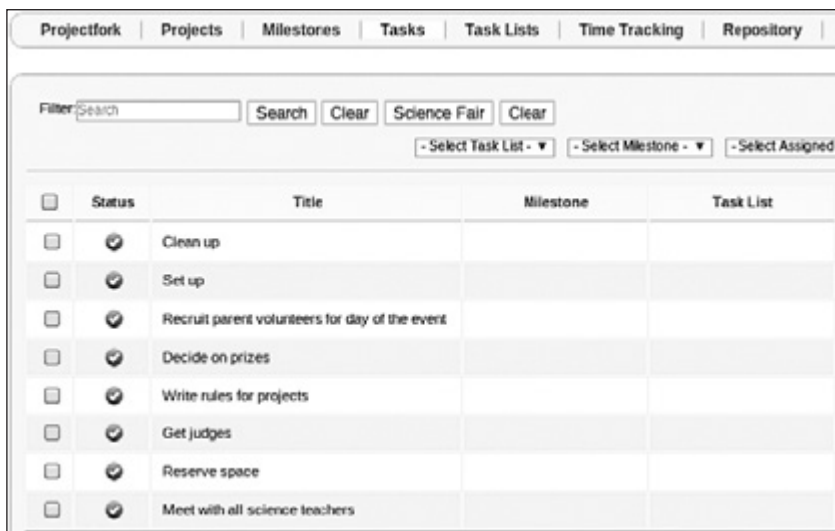 Projectfork | Projects | Milestones | Tasks | Task Lists | Time Tracking | Repository |
Filter: Search Search Clear Science Fair Clear
- Select Task List - ▼ - Select Milestone - ▼ - Select Assigned
Status Title Milestone Task List
Clean up
Set up
Recruit parent volunteers for day of the event
Decide on prizes
Write rules for projects
Get judges
Reserve space
Meet with all science teachers